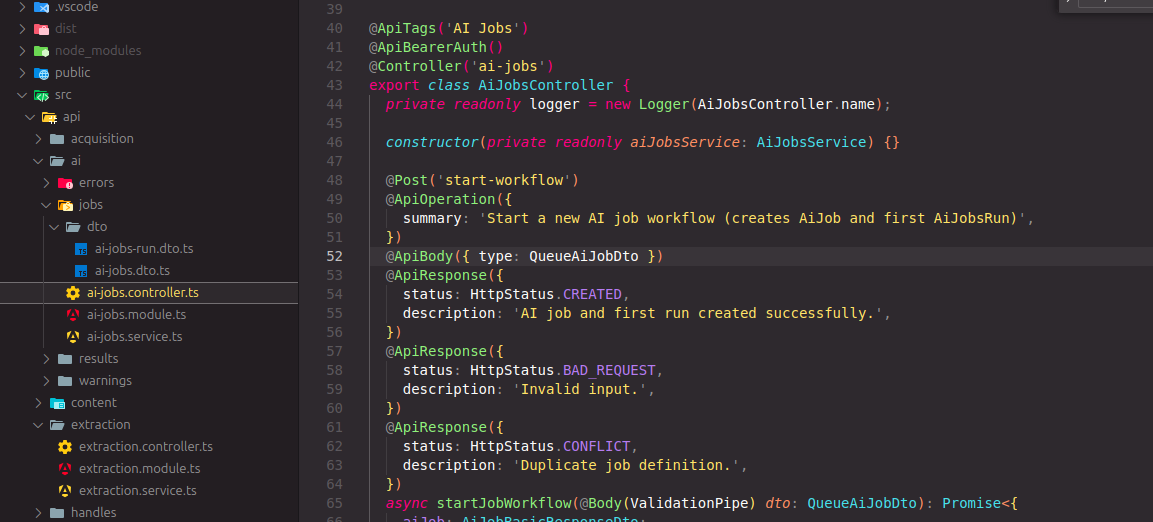 .vscode
dist
node_modules
public
src
api
acquisition
ai
errors
jobs
dto
ai-jobs-run.dto.ts
ai-jobs.dto.ts
ai-jobs.controller.ts
ai-jobs.module.ts
ai-jobs.service.ts
results
warnings
content
extraction
extraction.controller.ts
extraction.module.ts
extraction.service.ts
handles
39
40 @ApiTags('AI Jobs')
41 @ApiBearerAuth()
42 @Controller('ai-jobs')
43 export class AiJobsController {
44 private readonly logger = new Logger(AiJobsController.name);
45
46 constructor(private readonly aiJobsService: AiJobsService) {}
47
48 @Post('start-workflow')
49 @ApiOperation({
50 summary: 'Start a new AI job workflow (creates AiJob and first AiJobsRun)',
51 })
52 @ApiBody({ type: QueueAiJobDto })
53 @ApiResponse({
54 status: HttpStatus.CREATED,
55 description: 'AI job and first run created successfully.',
56 })
57 @ApiResponse({
58 status: HttpStatus.BAD_REQUEST,
59 description: 'Invalid input.',
60 })
61 @ApiResponse({
62 status: HttpStatus.CONFLICT,
63 description: 'Duplicate job definition.',
64 })
65 async startJobWorkflow(@Body(ValidationPipe) dto: QueueAiJobDto): Promise<{
66 aiJob: AiJobBasicResponseDto;